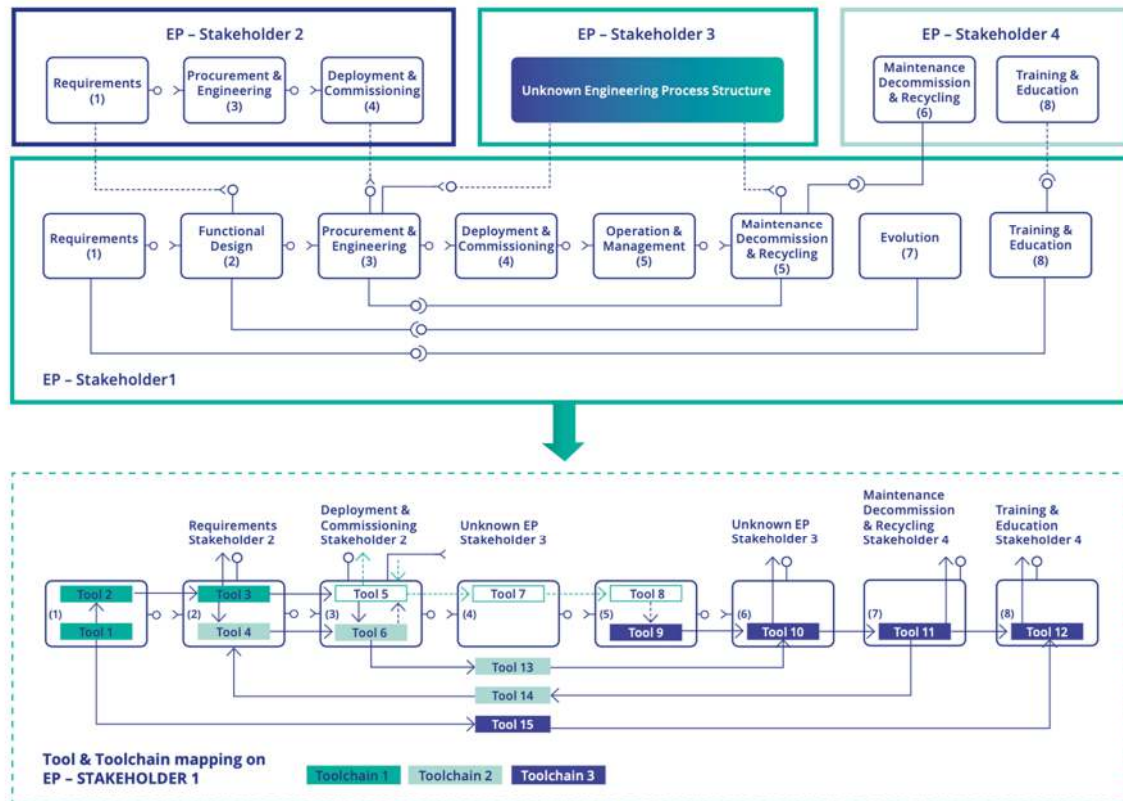 EP – Stakeholder 2
EP – Stakeholder 3
EP – Stakeholder 4
Requirements
(1)
Procurement &
Engineering
(3)
Deployment &
Commissioning
(4)
Unknown Engineering Process Structure
Maintenance
Decommission
& Recycling
(6)
Training &
Education
(8)
Requirements
(1)
Functional
Design
(2)
Procurement &
Engineering
(3)
Deployment &
Commissioning
(4)
Operation &
Management
(5)
Maintenance
Decommission
& Recycling
(5)
Evolution
(7)
Training &
Education
(8)
EP – Stakeholder1
Requirements
Stakeholder 2
Deployment &
Commissioning
Stakeholder 2
Unknown EP
Stakeholder 3
Unknown EP
Stakeholder 3
Maintenance
Decommission
& Recycling
Stakeholder 4
Training &
Education
Stakeholder 4
(1)
Tool 2
Tool 1
(2)
Tool 3
Tool 4
(3)
Tool 5
Tool 6
(4)
Tool 7
(5)
Tool 8
Tool 9
(6)
Tool 10
(7)
Tool 11
(8)
Tool 12
Tool 13
Tool 14
Tool 15
Tool & Toolchain mapping on
EP – STAKEHOLDER 1
Toolchain 1
Toolchain 2
Toolchain 3